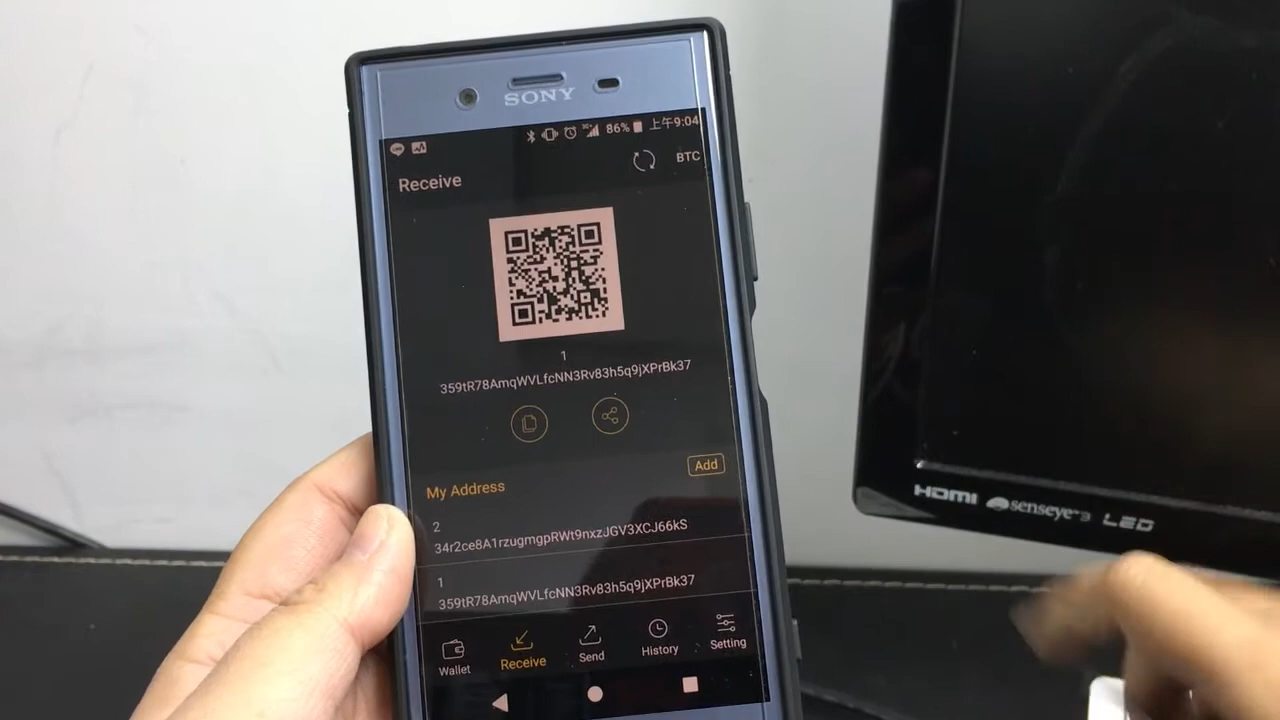 SONY
86% 上午9:04
BTC
Receive
1
359tR78AmqWVLfcNN3Rv83h5q9jXPrBk37
Add
My Address
2
34r2ce8A1rzugmgpRWt9nxzJGV3XCJ66kS
1
359tR78AmqWVLfcNN3Rv83h5q9jXPrBk37
Wallet
Receive
Send
History
Setting
HDMI senseye™3 LED